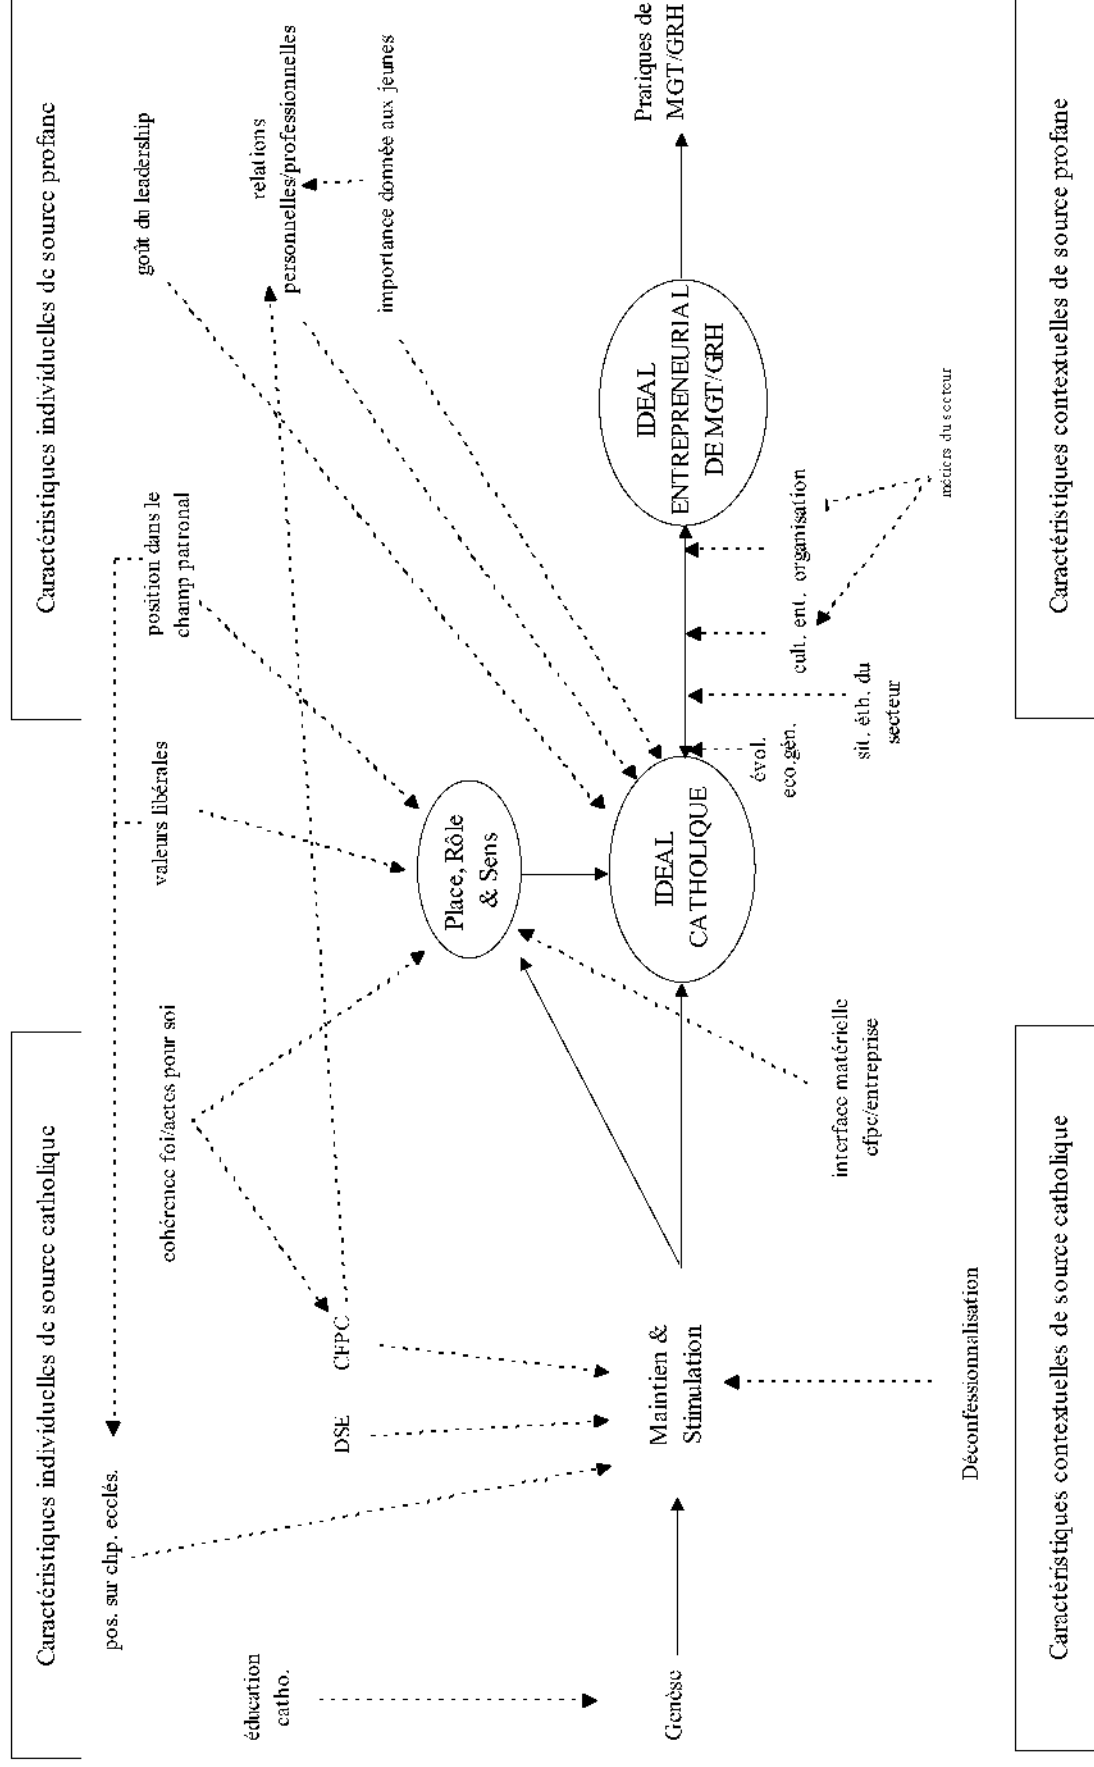 Caractéristiques individuelles de source catholique
Caractéristiques individuelles de source profane
pos. sur chp. ecclés.
cohérence foi/actes pour soi
valeurs libérales
position dans le
champ patronal
goût du leadership
relations
personnelles/professionnelles
importance donnée aux jeunes
éducation
catho.
DSE
CFPC
Place, Rôle
& Sens
Genèse
Maintien &
Stimulation
IDEAL
CATHOLIQUE
IDEAL
ENTREPRENEURIAL
DE MGT/GRH
Pratiques de
MGT/GRH
évol.
eco.gén.
cult. ent.
organisation
sit. éth. du
secteur
métiers du secteur
interface matérielle
cfpc/entreprise
Déconfessionnalisation
Caractéristiques contextuelles de source catholique
Caractéristiques contextuelles de source profane